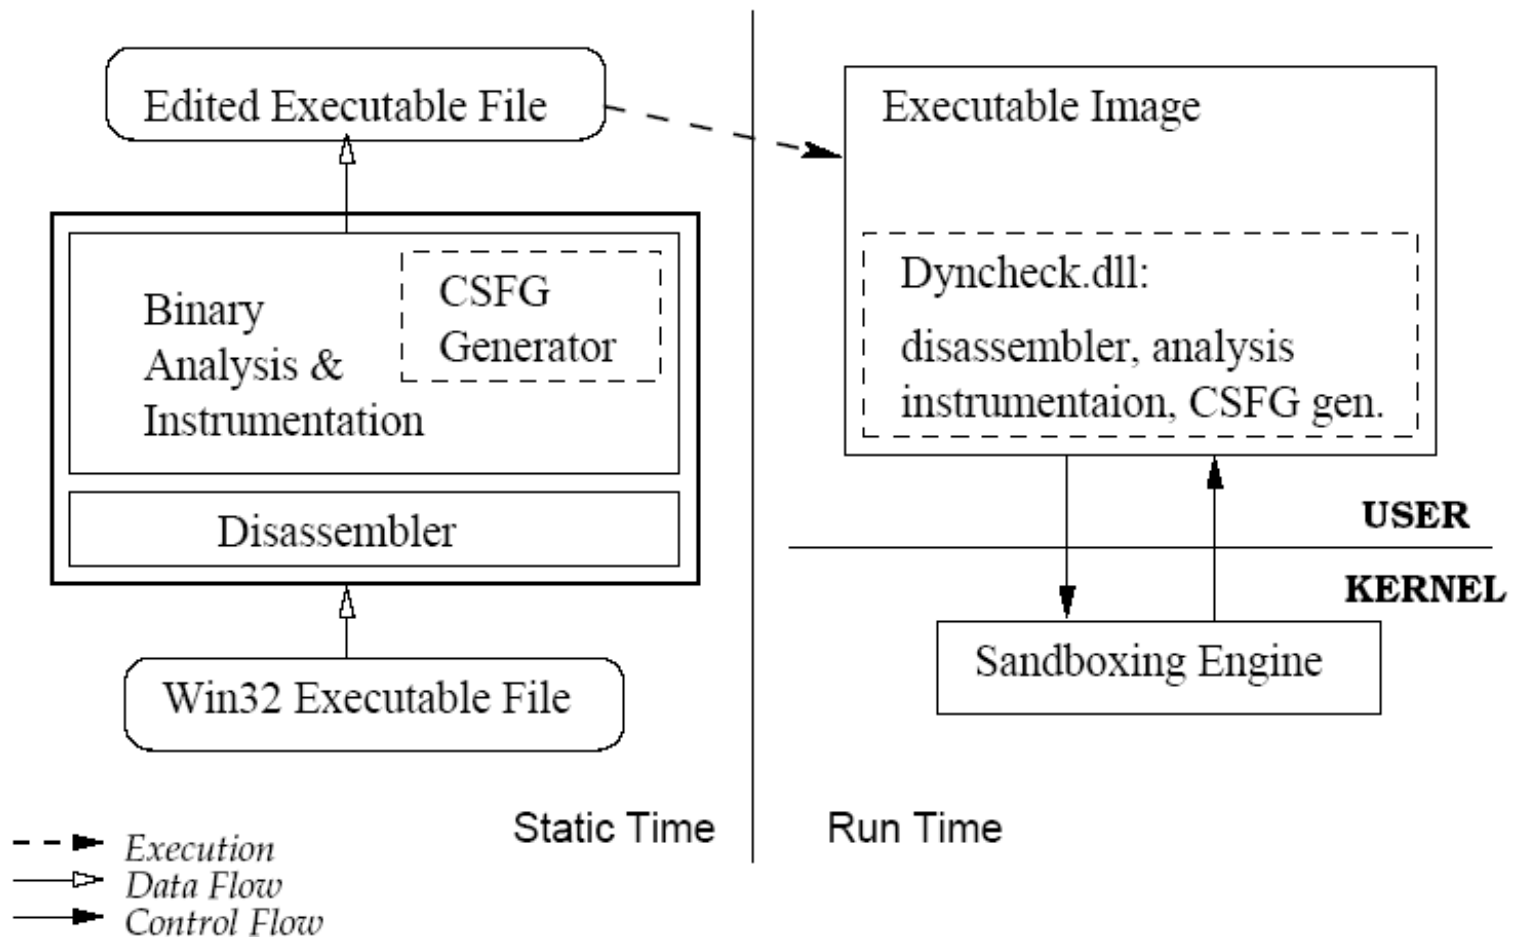 Edited Executable File
Binary
Analysis &
Instrumentation
CSFG
Generator
Disassembler
Win32 Executable File
Static Time
Executable Image
Dyncheck.dll:
disassembler, analysis
instrumentaion, CSFG gen.
USER
KERNEL
Sandboxing Engine
Run Time
Execution
Data Flow
Control Flow